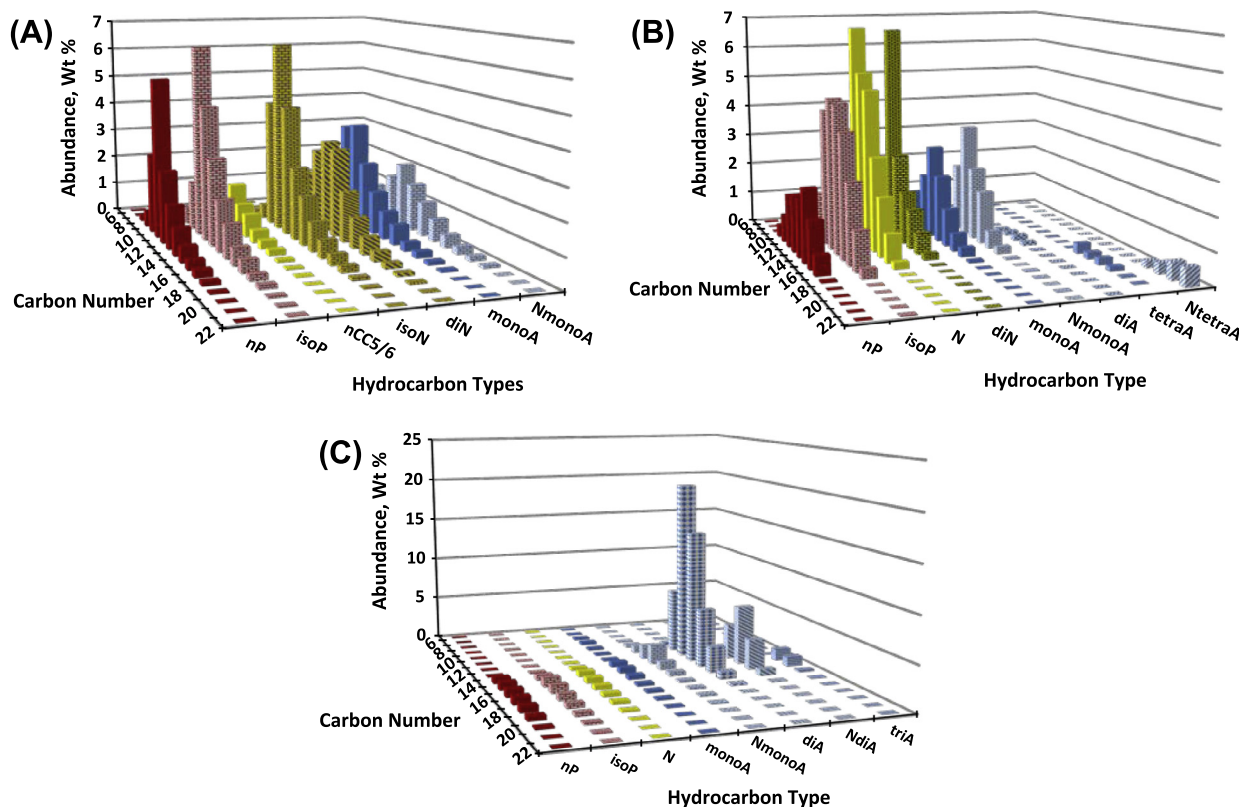 (A)
Abundance, Wt %
7
6
5
4
3
2
1
0
6
8
10
12
14
16
18
20
22
Carbon Number
nP
isoP
nCC5/6
isoN
diN
monoA
NmonoA
Hydrocarbon Types
(B)
Abundance, Wt %
7
6
5
4
3
2
1
0
6
8
10
12
14
16
18
20
22
Carbon Number
nP
isoP
N
diN
monoA
NmonoA
diA
tetraA
NtetraA
Hydrocarbon Type
(C)
Abundance, Wt %
25
20
15
10
5
0
6
8
10
12
14
16
18
20
22
Carbon Number
nP
isoP
N
monoA
NmonoA
diA
NdiA
triA
Hydrocarbon Type